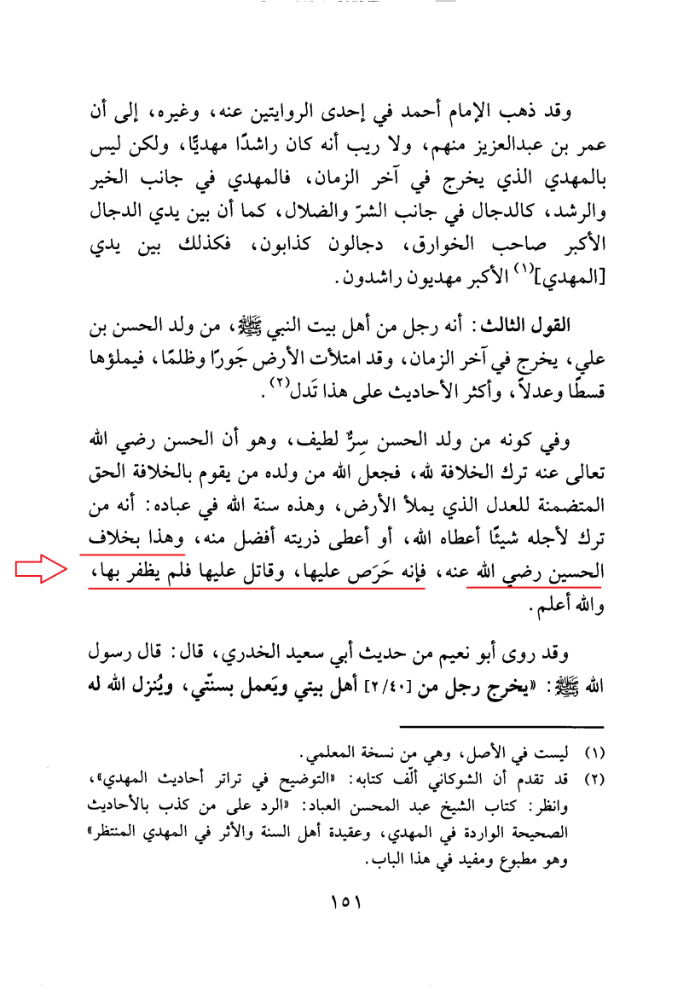 وقد ذهب الإمام أحمد في إحدى الروايتين عنه، وغيره، إلى أن
عمر بن عبدالعزيز منهم، ولا ريب أنه كان راشدًا مهديًّا، ولكن ليس
بالمهدي الذي يخرج في آخر الزمان، فالمهدي في جانب الخير
والرشد، كالدجال في جانب الشرّ والضلال، كما أن بين يدي الدجال
الأكبر صاحب الخوارق، دجالون كذابون، فكذلك بين يدي
[المهدي](١) الأكبر مهديون راشدون.
القول الثالث: أنه رجل من أهل بيت النبي ﷺ، من ولد الحسن بن
علي، يخرج في آخر الزمان، وقد امتلأت الأرض جَورًا وظلمًا، فيملؤها
قسطًا وعدلاً، وأكثر الأحاديث على هذا تَدل(٢).
وفي كونه من ولد الحسن سِرٌّ لطيف، وهو أن الحسن رضي الله
تعالى عنه ترك الخلافة لله، فجعل الله من ولده من يقوم بالخلافة الحق
المتضمنة للعدل الذي يملأ الأرض، وهذه سنة الله في عباده: أنه من
ترك لأجله شيئًا أعطاه الله، أو أعطى ذريته أفضل منه، وهذا بخلاف
الحسين رضي الله عنه، فإنه حَرَص عليها، وقاتل عليها فلم يظفر بها،
والله أعلم.
وقد روى أبو نعيم من حديث أبي سعيد الخدري، قال: قال رسول
الله ﷺ: «يخرج رجل من [٢/٤٠] أهل بيتي ويَعمل بسنّتي، ويُنزل الله له
(١) ليست في الأصل، وهي من نسخة المعلمي.
(٢) قد تقدم أن الشوكاني ألّف كتابه: «التوضيح في تراتر أحاديث المهدي»،
وانظر: كتاب الشيخ عبد المحسن العباد: «الرد على من كذب بالأحاديث
الصحيحة الواردة في المهدي، وعقيدة أهل السنة والأثر في المهدي المنتظر»
وهو مطبوع ومفيد في هذا الباب.
١٥١